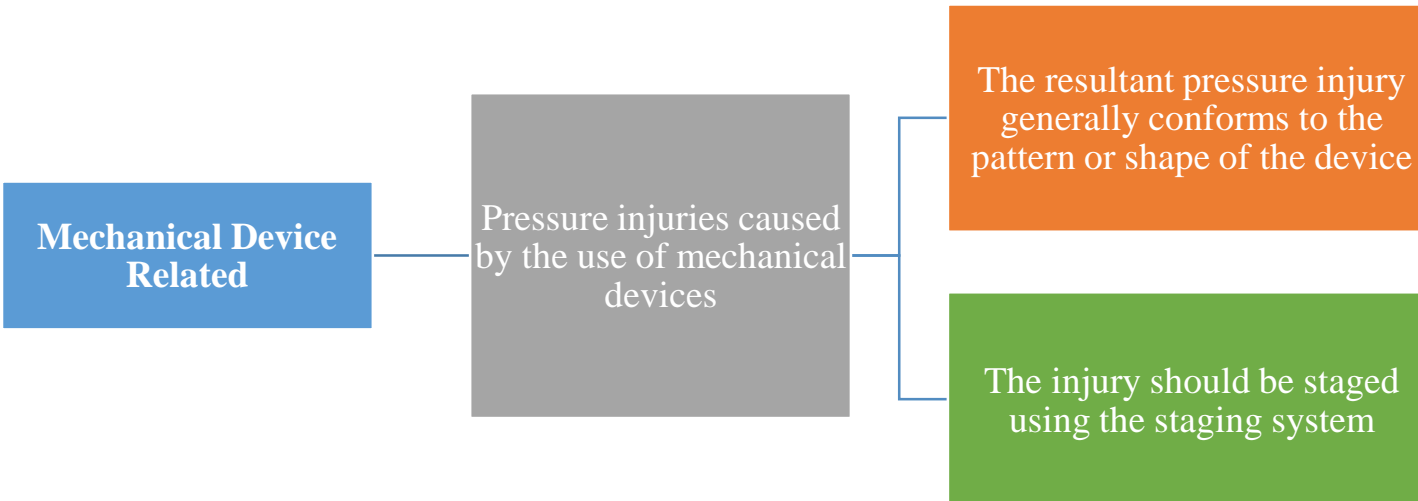 Mechanical Device
Related
Pressure injuries caused
by the use of mechanical
devices
The resultant pressure injury
generally conforms to the
pattern or shape of the device
The injury should be staged
using the staging system